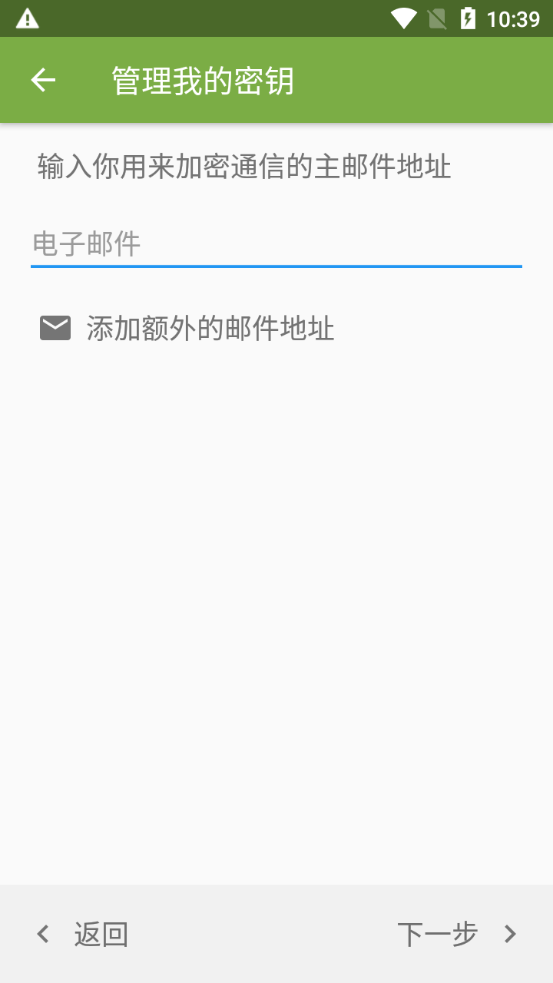 10:39
管理我的密钥
输入你用来加密通信的主邮件地址
电子邮件
添加额外的邮件地址
返回
下一步